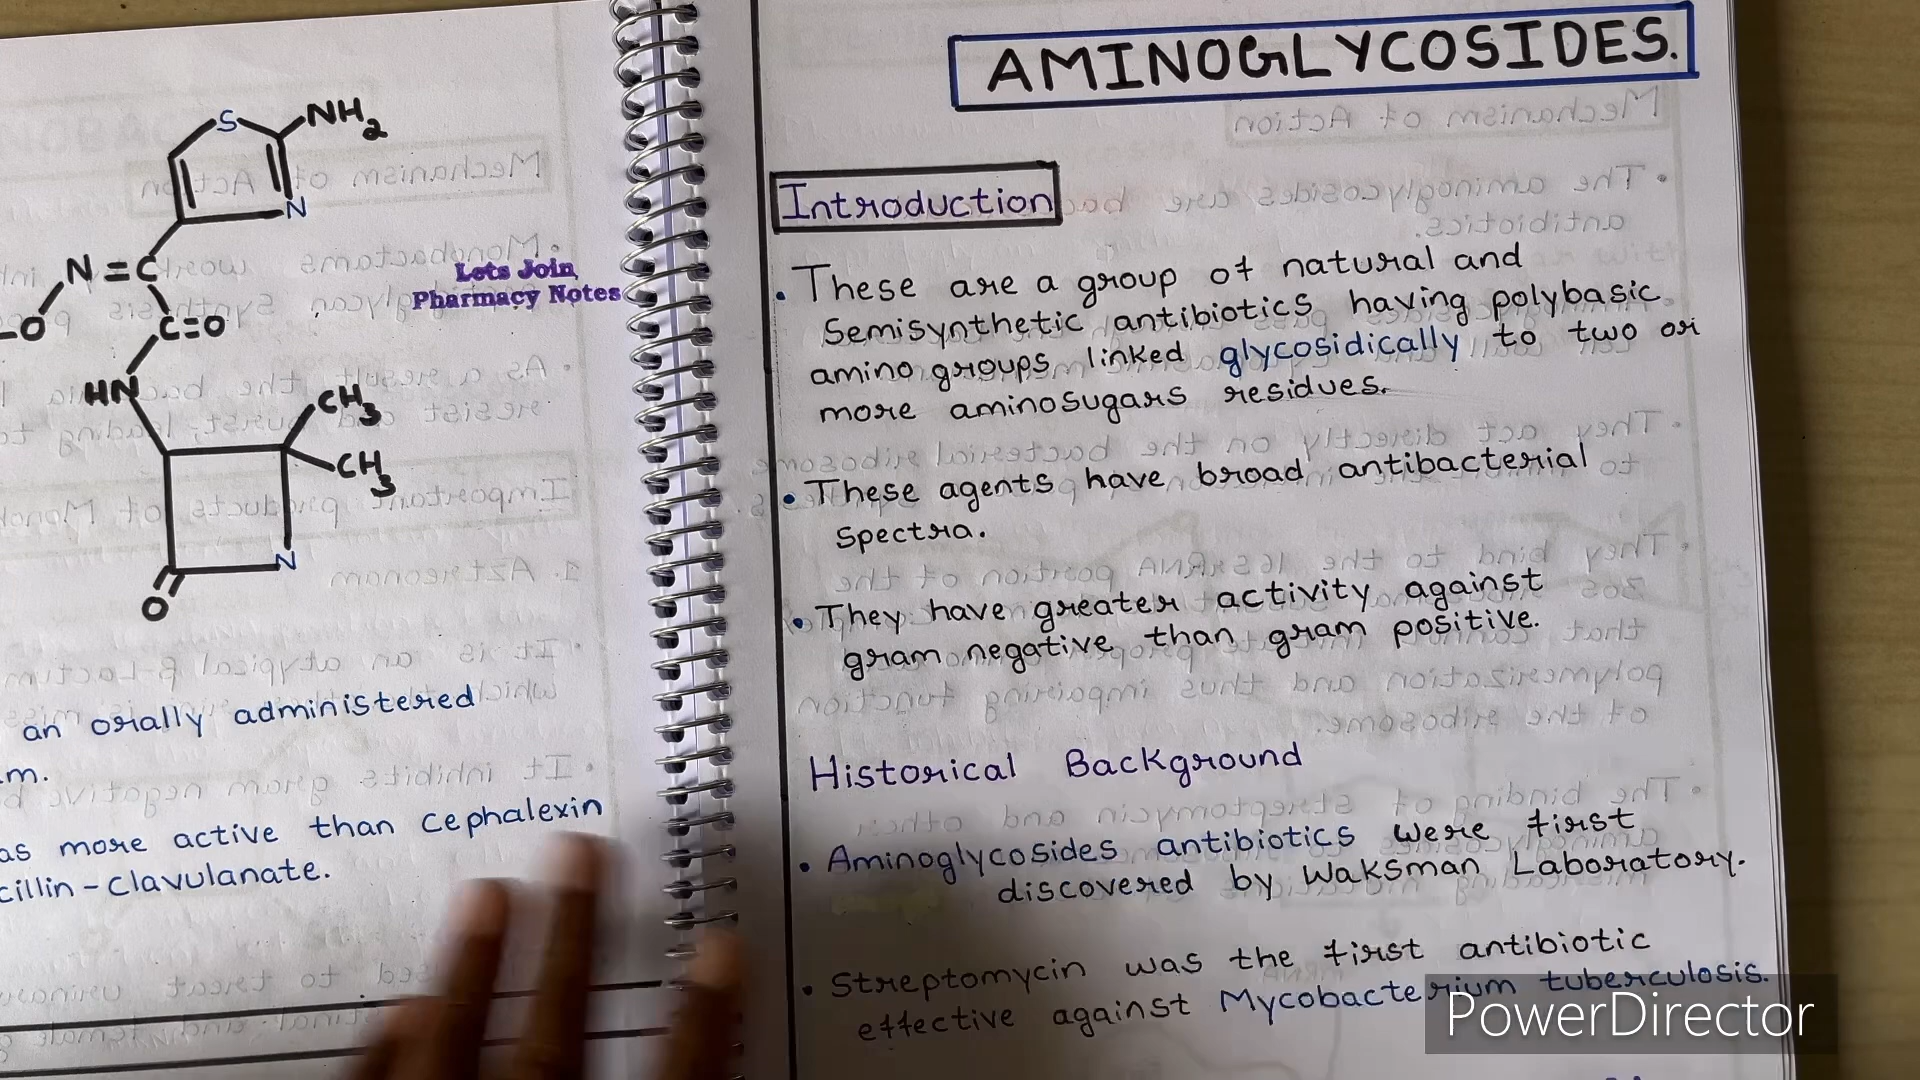 S
NH2
N
N=C
-O
C=O
HN
CH3
CH3
N
O
Lets Join
Pharmacy Notes
an orally administered
m.
as more active than cephalexin
cillin - clavulanate.
AMINOGLYCOSIDES.
Introduction
• These are a group of natural and
Semisynthetic antibiotics having polybasic
amino groups linked glycosidically to two or
more aminosugars residues.
• These agents have broad antibacterial
spectra.
• They have greater activity against
gram negative than gram positive.
Historical Background
• Aminoglycosides antibiotics were first
discovered by Waksman Laboratory.
• Streptomycin was the first antibiotic
effective against Mycobacterium tuberculosis.
PowerDirector